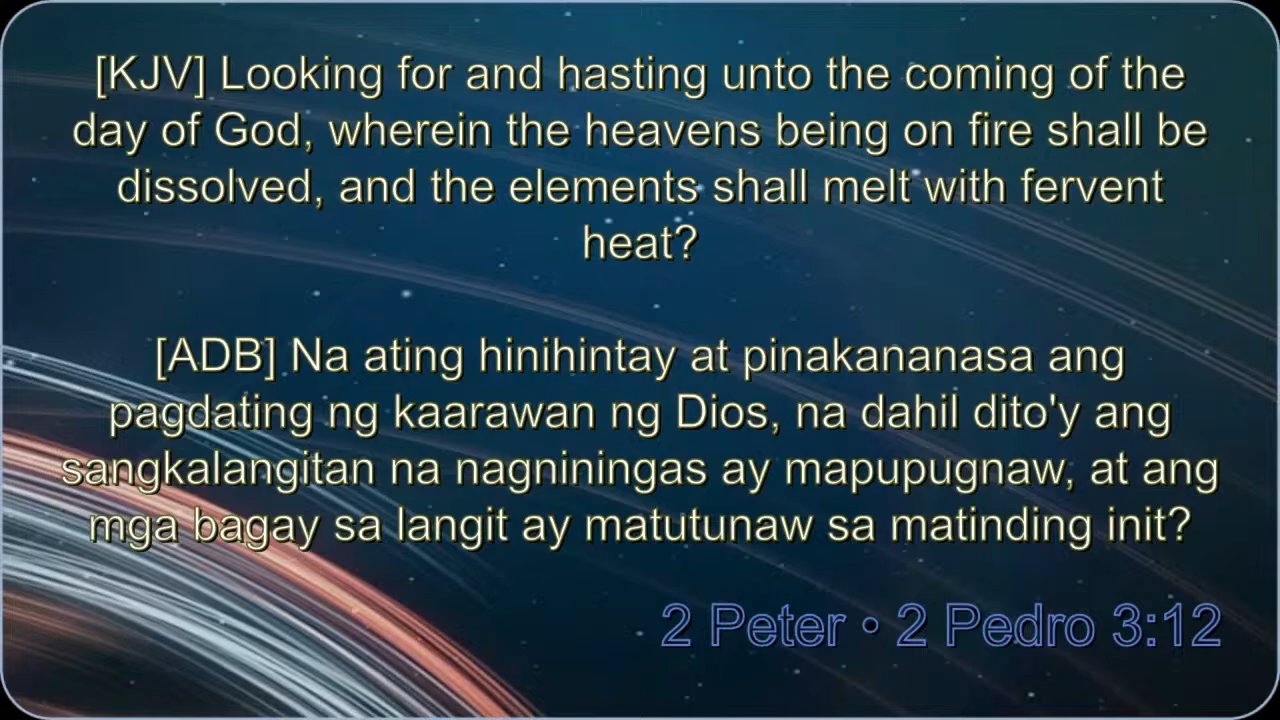 [KJV] Looking for and hasting unto the coming of the
day of God, wherein the heavens being on fire shall be
dissolved, and the elements shall melt with fervent
heat?
[ADB] Na ating hinihintay at pinakananasa ang
pagdating ng kaarawan ng Dios, na dahil dito'y ang
sangkalangitan na nagniningas ay mapupugnaw, at ang
mga bagay sa langit ay matutunaw sa matinding init?
2 Peter • 2 Pedro 3:12